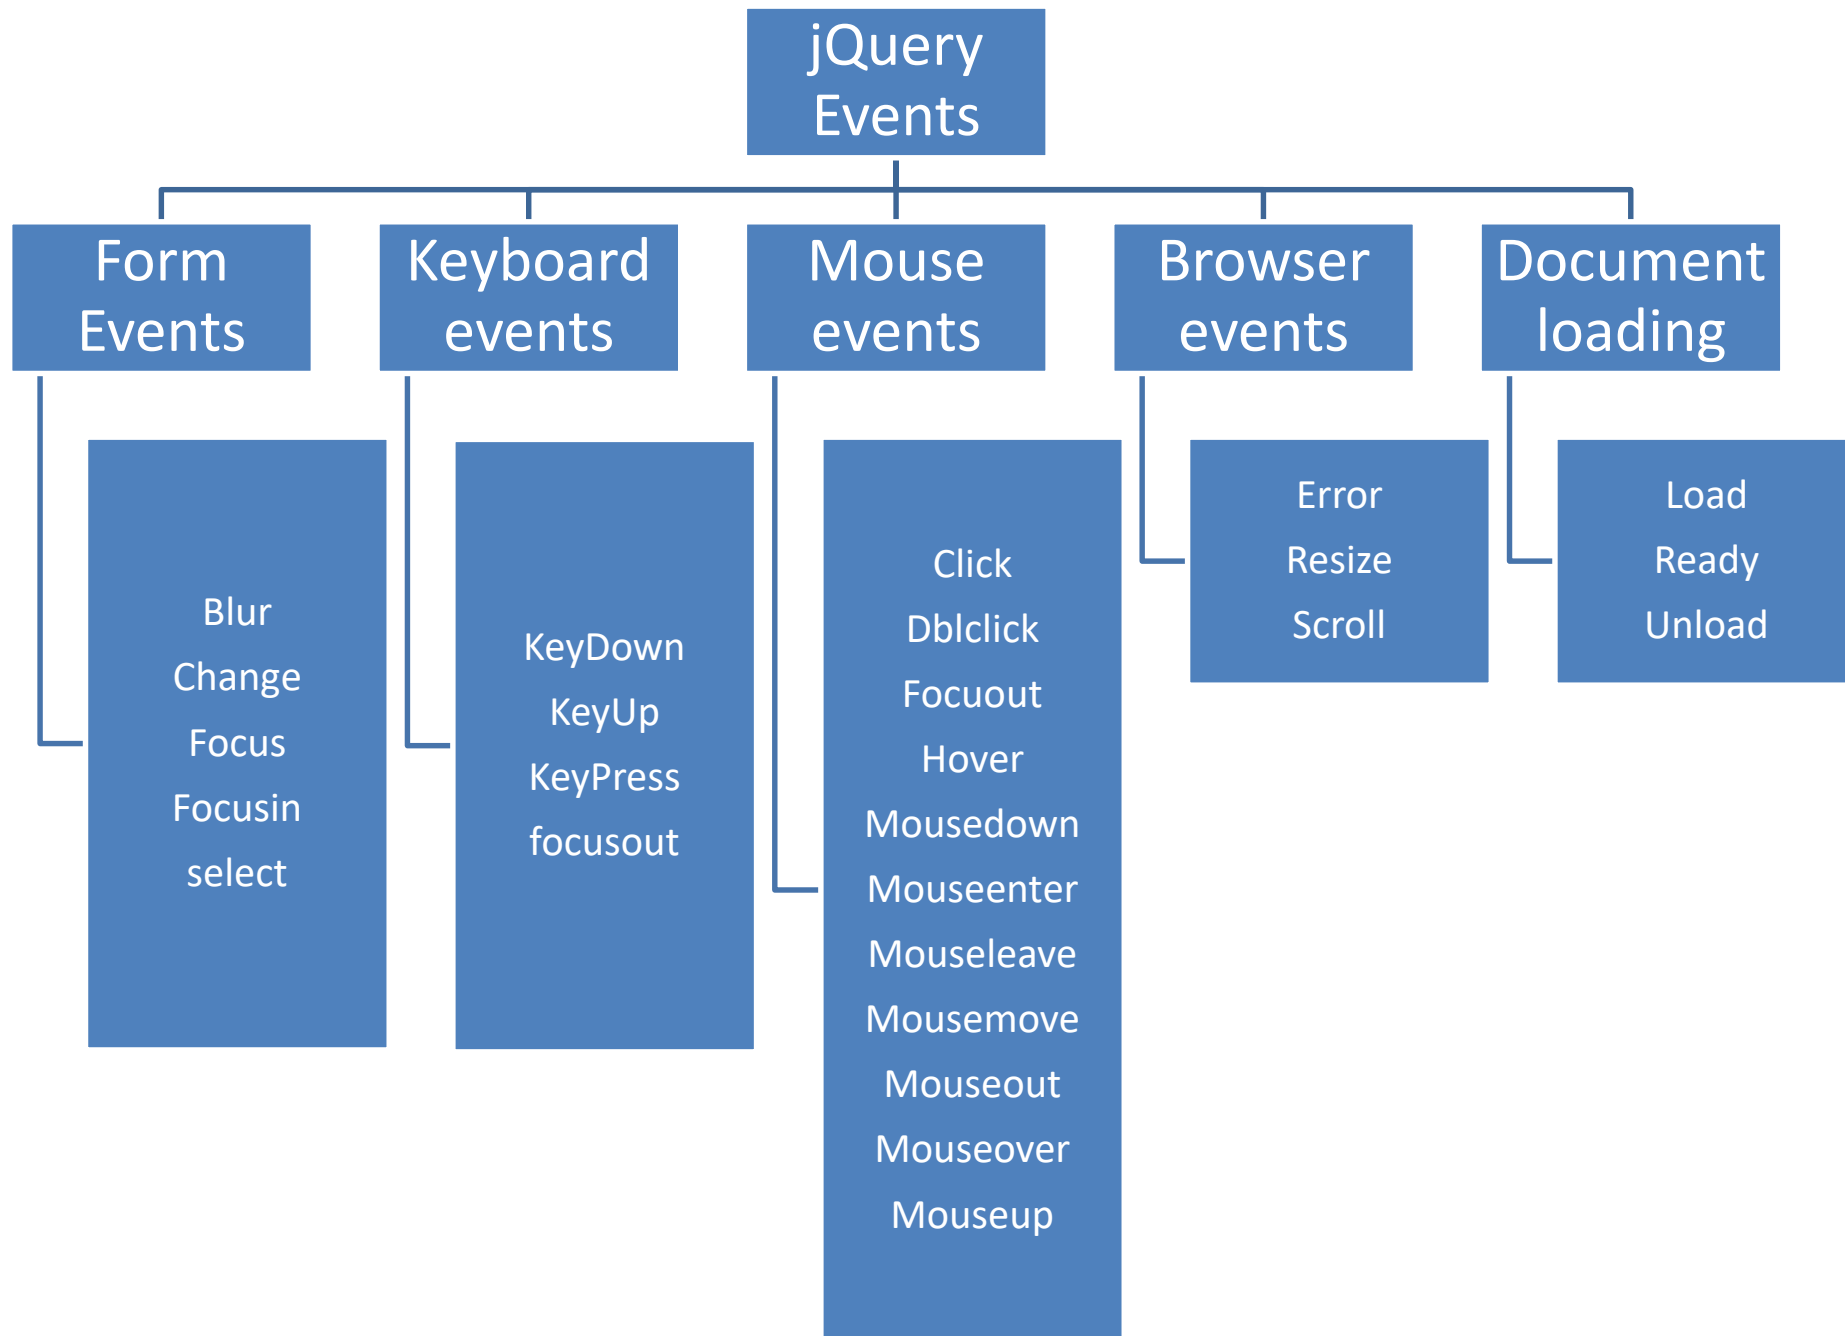 jQuery
Events
Form
Events
Keyboard
events
Mouse
events
Browser
events
Document
loading
Blur
Change
Focus
Focusin
select
KeyDown
KeyUp
KeyPress
focusout
Click
Dblclick
Focuout
Hover
Mousedown
Mouseenter
Mouseleave
Mousemove
Mouseout
Mouseover
Mouseup
Error
Resize
Scroll
Load
Ready
Unload